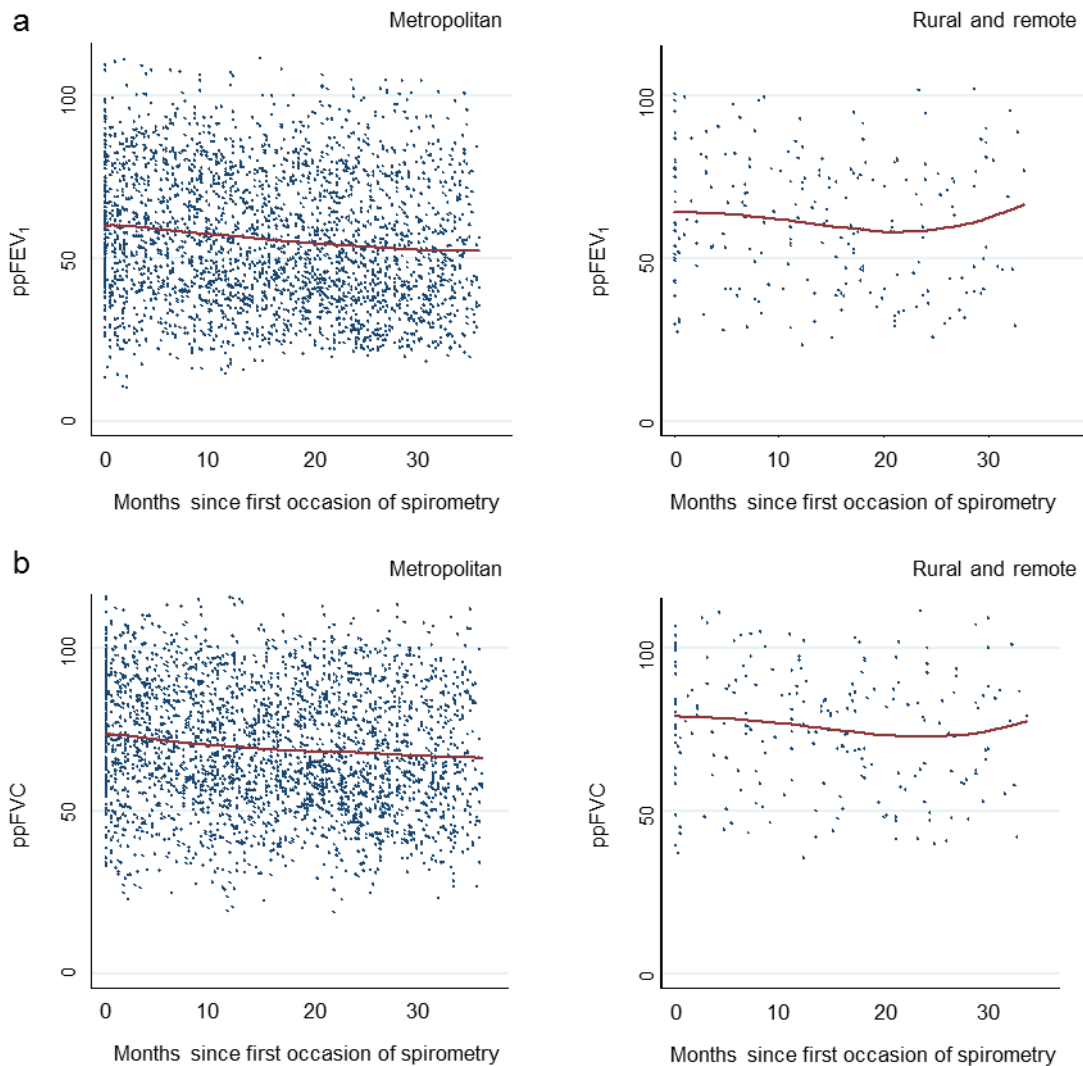 a
Metropolitan
Rural and remote
100
50
0
ppFEV1
0 10 20 30
Months since first occasion of spirometry
100
50
0
ppFEV1
0 10 20 30
Months since first occasion of spirometry
b
Metropolitan
Rural and remote
100
50
0
ppFVC
0 10 20 30
Months since first occasion of spirometry
100
50
0
ppFVC
0 10 20 30
Months since first occasion of spirometry